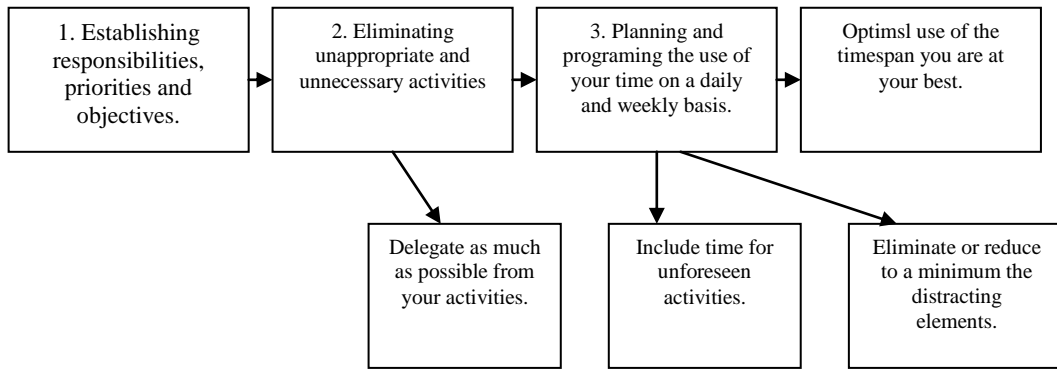 1. Establishing
responsibilities,
priorities and
objectives.
2. Eliminating
unappropriate and
unnecessary activities
3. Planning and
programing the use of
your time on a daily
and weekly basis.
Optimsl use of the
timespan you are at
your best.
Delegate as much
as possible from
your activities.
Include time for
unforeseen
activities.
Eliminate or reduce
to a minimum the
distracting
elements.